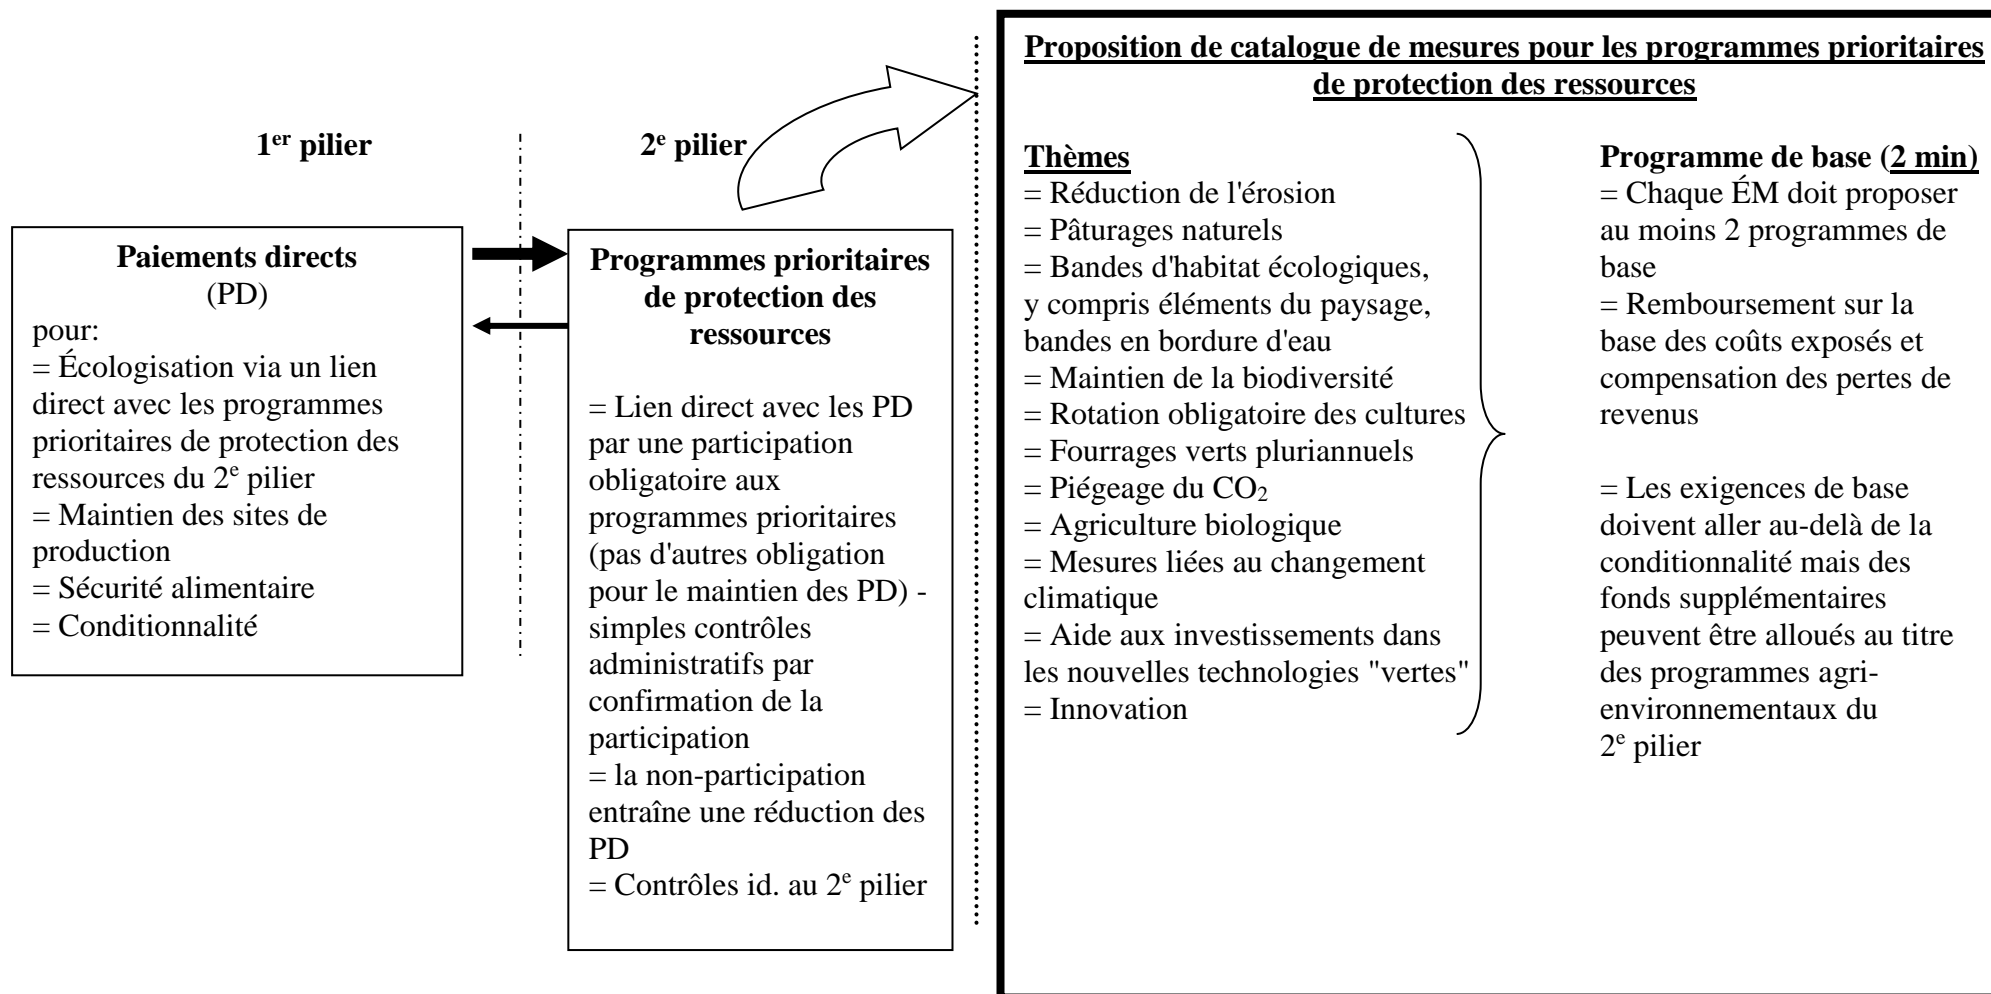 1er pilier
Paiements directs
(PD)
pour:
= Écologisation via un lien
direct avec les programmes
prioritaires de protection des
ressources du 2e pilier
= Maintien des sites de
production
= Sécurité alimentaire
= Conditionnalité
2e pilier
Programmes prioritaires
de protection des
ressources
= Lien direct avec les PD
par une participation
obligatoire aux
programmes prioritaires
(pas d'autres obligation
pour le maintien des PD) -
simples contrôles
administratifs par
confirmation de la
participation
= la non-participation
entraîne une réduction des
PD
= Contrôles id. au 2e pilier
Proposition de catalogue de mesures pour les programmes prioritaires
de protection des ressources
Thèmes
= Réduction de l'érosion
= Pâturages naturels
= Bandes d'habitat écologiques,
y compris éléments du paysage,
bandes en bordure d'eau
= Maintien de la biodiversité
= Rotation obligatoire des cultures
= Fourrages verts pluriannuels
= Piégeage du CO2
= Agriculture biologique
= Mesures liées au changement
climatique
= Aide aux investissements dans
les nouvelles technologies "vertes"
= Innovation
Programme de base (2 min)
= Chaque ÉM doit proposer
au moins 2 programmes de
base
= Remboursement sur la
base des coûts exposés et
compensation des pertes de
revenus
= Les exigences de base
doivent aller au-delà de la
conditionnalité mais des
fonds supplémentaires
peuvent être alloués au titre
des programmes agri-
environnementaux du
2e pilier